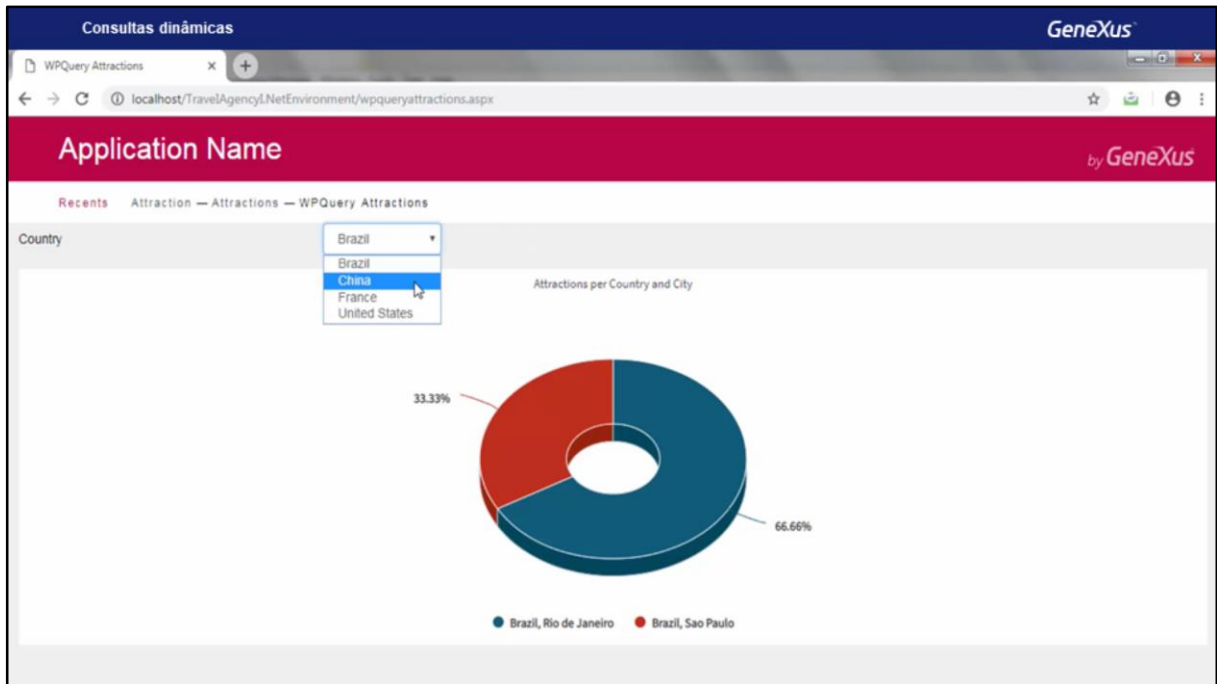 Consultas dinâmicas
GeneXus
WPQuery Attractions
localhost/TravelAgencyI.NetEnvironment/wpqueryattractions.aspx
Application Name
by GeneXus
Recents Attraction — Attractions — WPQuery Attractions
Country
Brazil
Brazil
China
France
United States
Attractions per Country and City
33.33%
66.66%
Brazil, Rio de Janeiro Brazil, Sao Paulo